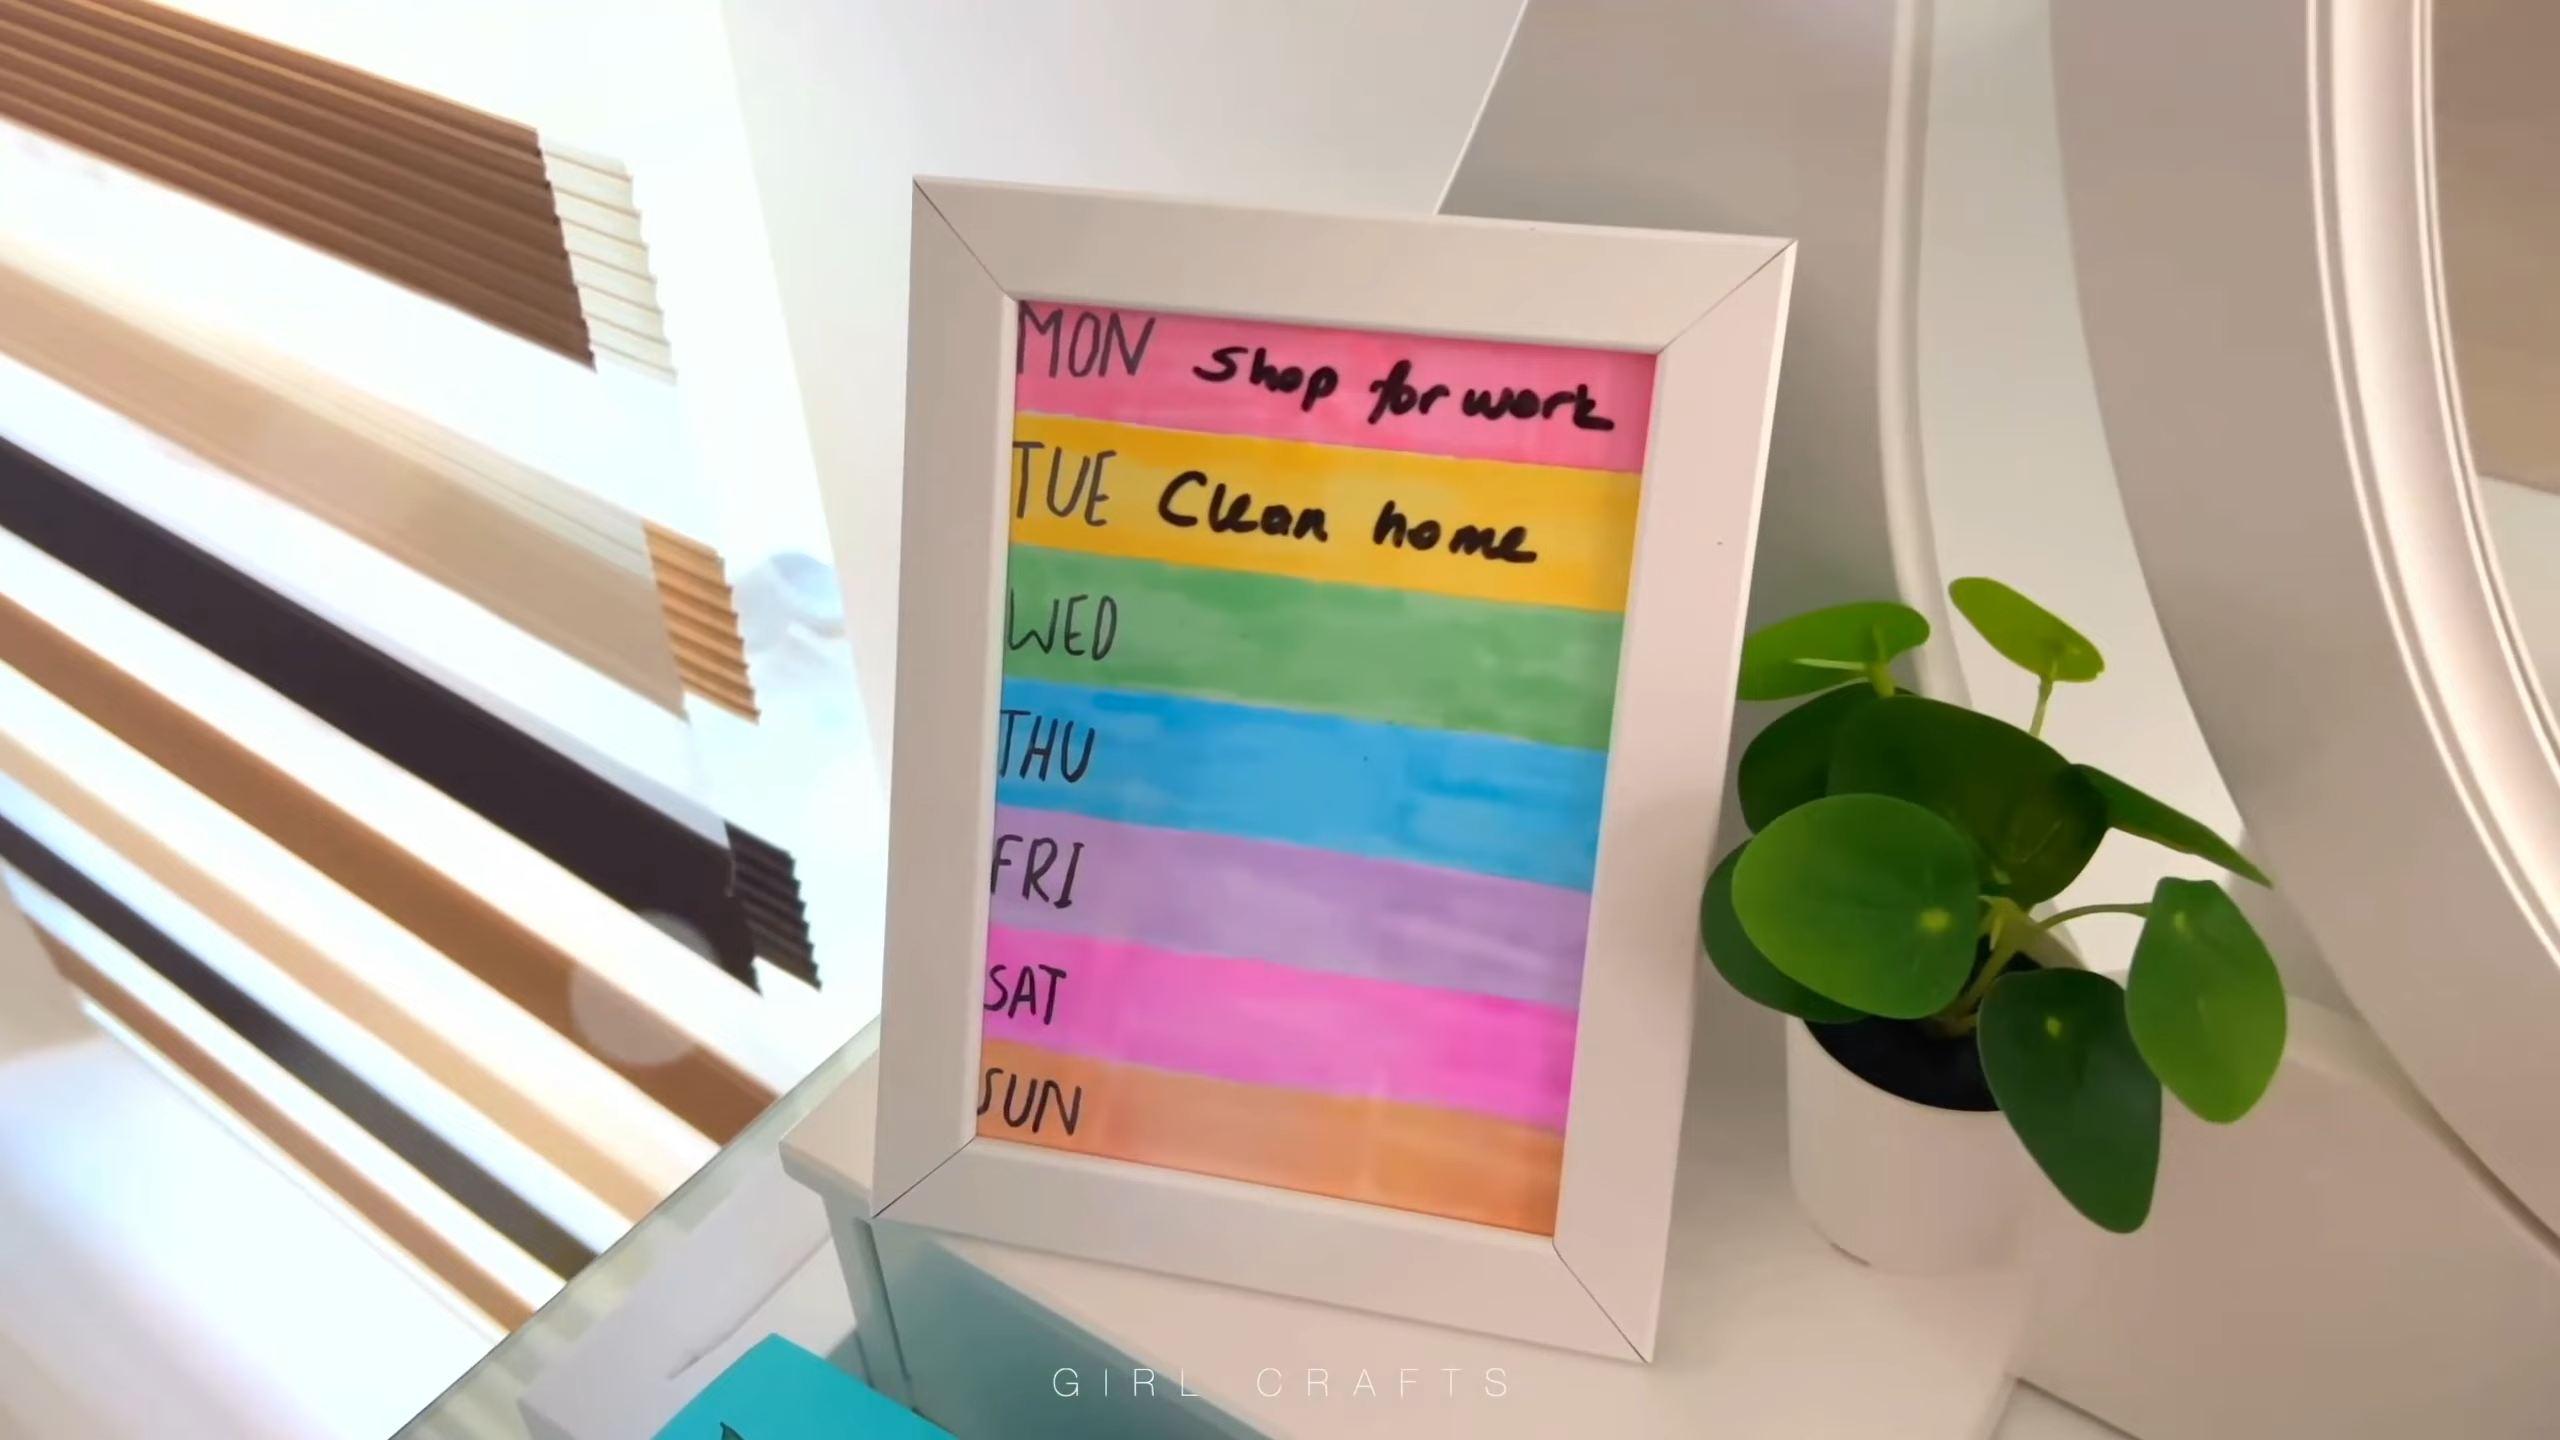 MON Shop for work
TUE Clean home
WED
THU
FRI
SAT
SUN
GIRL CRAFTS